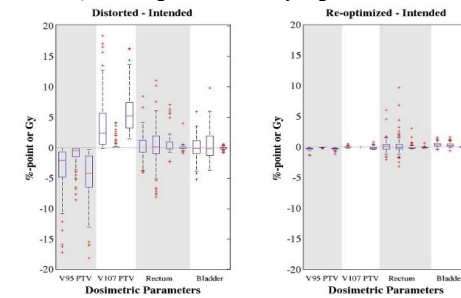 Distorted - Intended
20
15
10
5
0
-5
-10
-15
-20
%-point or Gy
V95 PTV V107 PTV Rectum Bladder
Dosimetric Parameters
Re-optimized - Intended
20
15
10
5
0
-5
-10
-15
-20
%-point or Gy
V95 PTV V107 PTV Rectum Bladder
Dosimetric Parameters